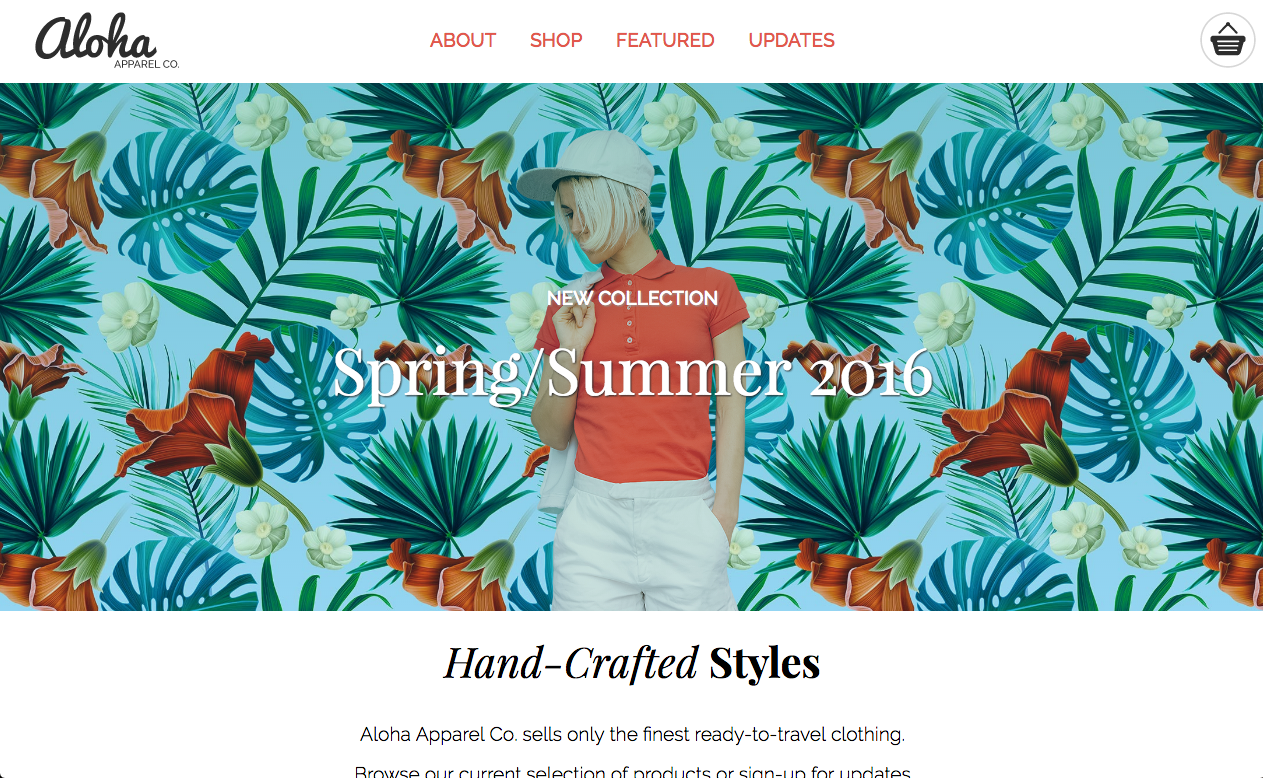 Aloha
APPAREL CO.
ABOUT SHOP FEATURED UPDATES
NEW COLLECTION
Spring/Summer 2016
Hand-Crafted Styles
Aloha Apparel Co. sells only the finest ready-to-travel clothing.
Browse our current selection of products or sign-up for updates